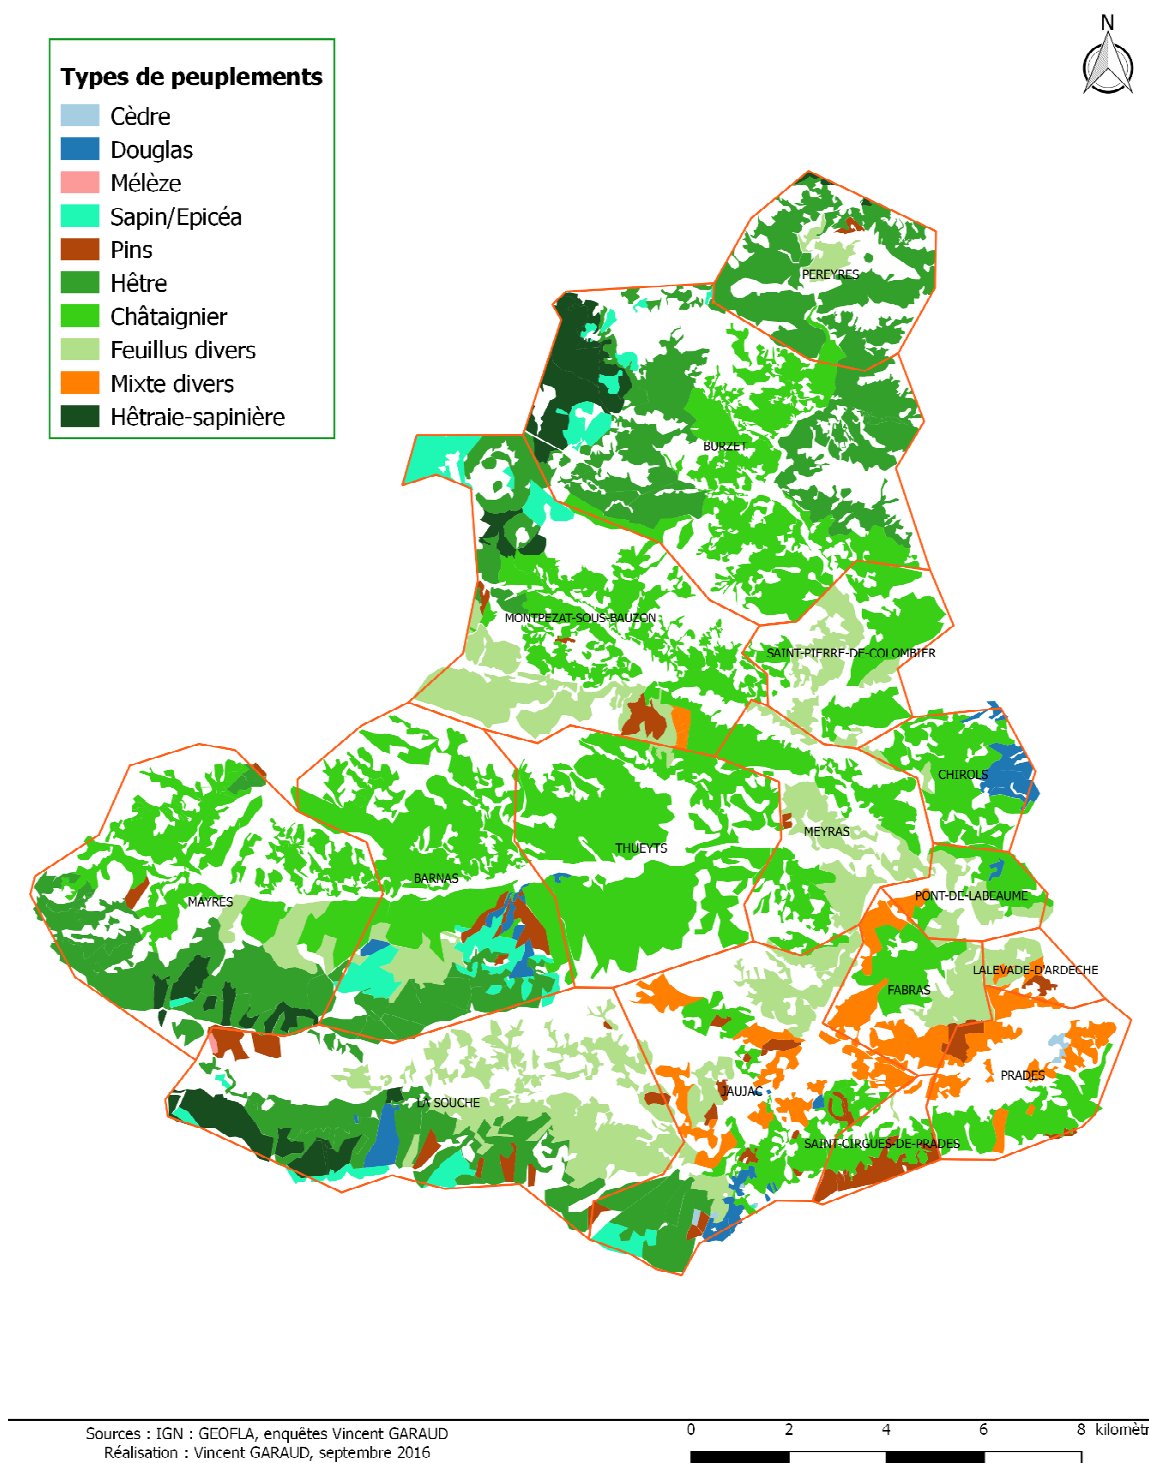 N
Types de peuplements
Cèdre
Douglas
Mélèze
Sapin/Epicéa
Pins
Hêtre
Châtaignier
Feuillus divers
Mixte divers
Hêtraie-sapinière
PEREYRES
BURZET
MONTPEZAT-SOUS-BAUZON
SAINT-PIERRE-DE-COLOMBIER
CHIROLS
MEYRAS
THUEYTS
BARNAS
MAYRES
PONT-DE-LABEAUME
LALEVADE-D'ARDECHE
FABRAS
PRADES
JAUJAC
LA SOUCHE
SAINT-CIRGUES-DE-PRADES
Sources : IGN : GEOFLA, enquêtes Vincent GARAUD
Réalisation : Vincent GARAUD, septembre 2016
0 2 4 6 8 kilomètr